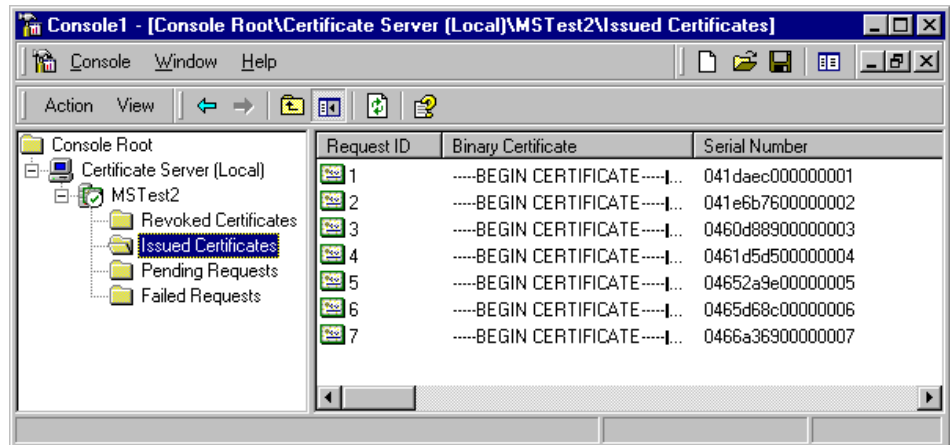 Console1 - [Console Root\Certificate Server (Local)\MSTest2\Issued Certificates]
Console Window Help
Action View
Console Root
Certificate Server (Local)
MSTest2
Revoked Certificates
Issued Certificates
Pending Requests
Failed Requests
Request ID Binary Certificate Serial Number
1 -----BEGIN CERTIFICATE-----... 041daec000000001
2 -----BEGIN CERTIFICATE-----... 041e6b7600000002
3 -----BEGIN CERTIFICATE-----... 0460d88900000003
4 -----BEGIN CERTIFICATE-----... 0461d5d500000004
5 -----BEGIN CERTIFICATE-----... 04652a9e00000005
6 -----BEGIN CERTIFICATE-----... 0465d68c00000006
7 -----BEGIN CERTIFICATE-----... 0466a36900000007